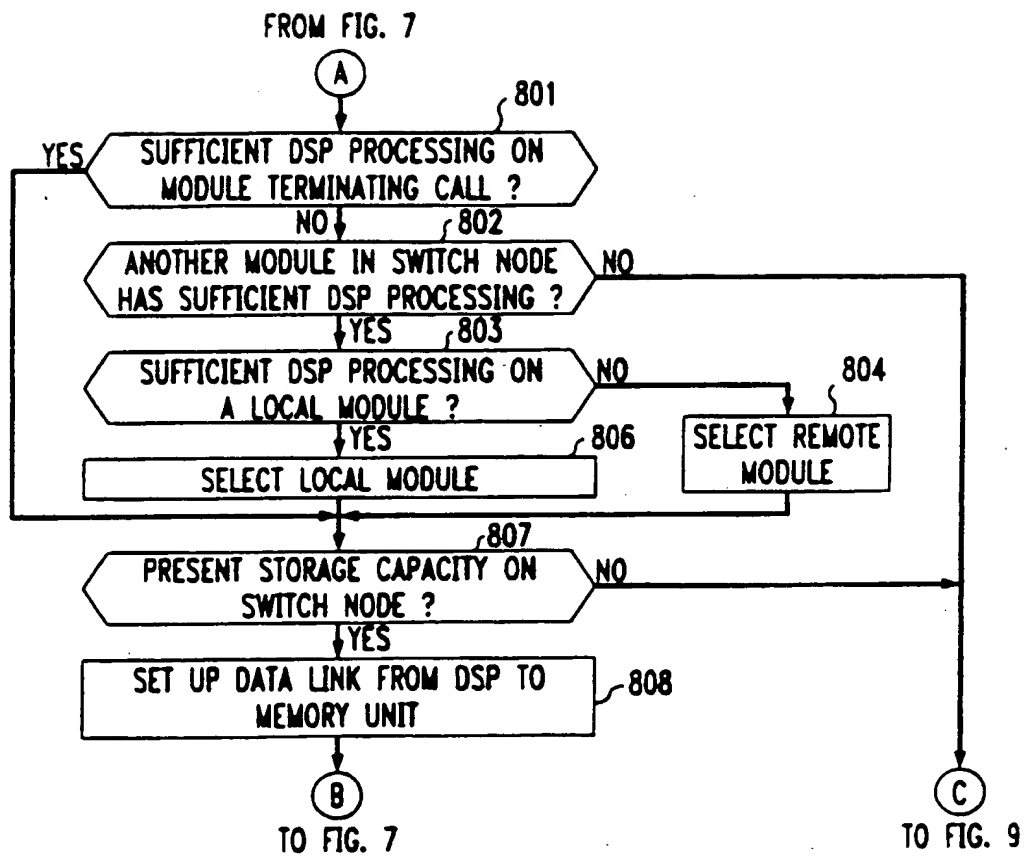 FROM FIG. 7
A
801
YES
SUFFICIENT DSP PROCESSING ON
MODULE TERMINATING CALL ?
NO
802
ANOTHER MODULE IN SWITCH NODE
HAS SUFFICIENT DSP PROCESSING ?
NO
YES
803
SUFFICIENT DSP PROCESSING ON
A LOCAL MODULE ?
NO
804
YES
806
SELECT REMOTE
MODULE
SELECT LOCAL MODULE
807
PRESENT STORAGE CAPACITY ON
SWITCH NODE ?
NO
YES
SET UP DATA LINK FROM DSP TO
MEMORY UNIT
808
B
TO FIG. 7
C
TO FIG. 9